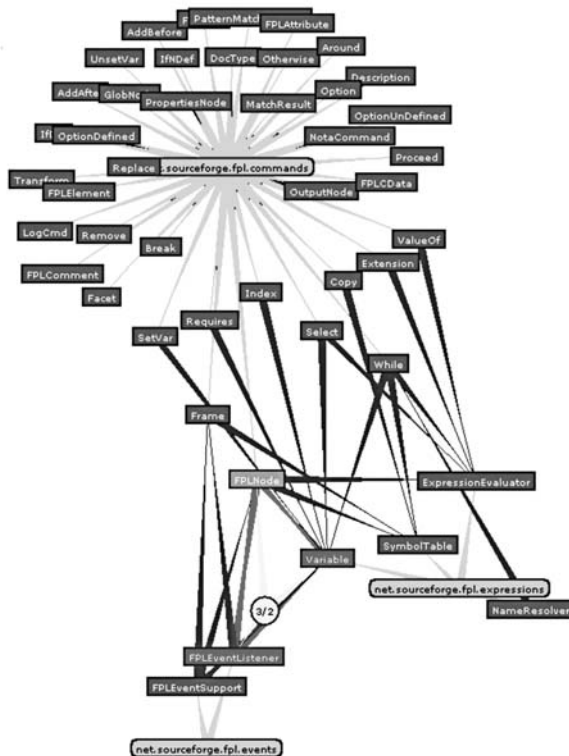 PatternMatch
FPLAttribute
AddBefore
Around
UnsetVar
IfNDef
DocType
Otherwise
Description
AddAfte
GlobNo
PropertiesNode
MatchResult
Option
OptionUnDefined
OptionDefined
NotaCommand
Proceed
Replace
t.sourceforge.fpl.commands
Transform
FPLElement
OutputNode
FPLCData
LogCmd
Remove
Break
ValueOf
FPLComment
Facet
Copy
Extension
Index
SetVar
Requires
Select
While
Frame
FPLNode
ExpressionEvaluator
Variable
SymbolTable
net.sourceforge.fpl.expressions
NameResolver
3/2
FPLEventListener
FPLEventSupport
net.sourceforge.fpl.events